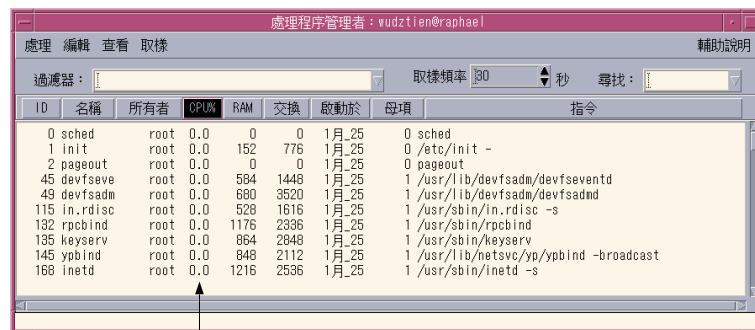 處理程序管理者：wudztien@raphael
處理 編輯 查看 取樣 輔助說明
過濾器： 取樣頻率 30 秒 尋找：
ID 名稱 所有者 CPU% RAM 交換 啟動於 母項 指令
0 sched root 0.0 0 0 1月_25 0 sched
1 init root 0.0 152 776 1月_25 0 /etc/init -
2 pageout root 0.0 0 0 1月_25 0 pageout
45 devfseve root 0.0 584 1448 1月_25 1 /usr/lib/devfsadm/devfseventd
49 devfsadm root 0.0 680 3520 1月_25 1 /usr/lib/devfsadm/devfsadmd
115 in.rdisc root 0.0 528 1616 1月_25 1 /usr/sbin/in.rdisc -s
132 rpcbind root 0.0 1176 2336 1月_25 1 /usr/sbin/rpcbind
135 keyserv root 0.0 864 2848 1月_25 1 /usr/sbin/keyserv
145 ypbind root 0.0 848 2112 1月_25 1 /usr/lib/netsvc/yp/ypbind -broadcast
168 inetd root 0.0 1216 2536 1月_25 1 /usr/sbin/inetd -s